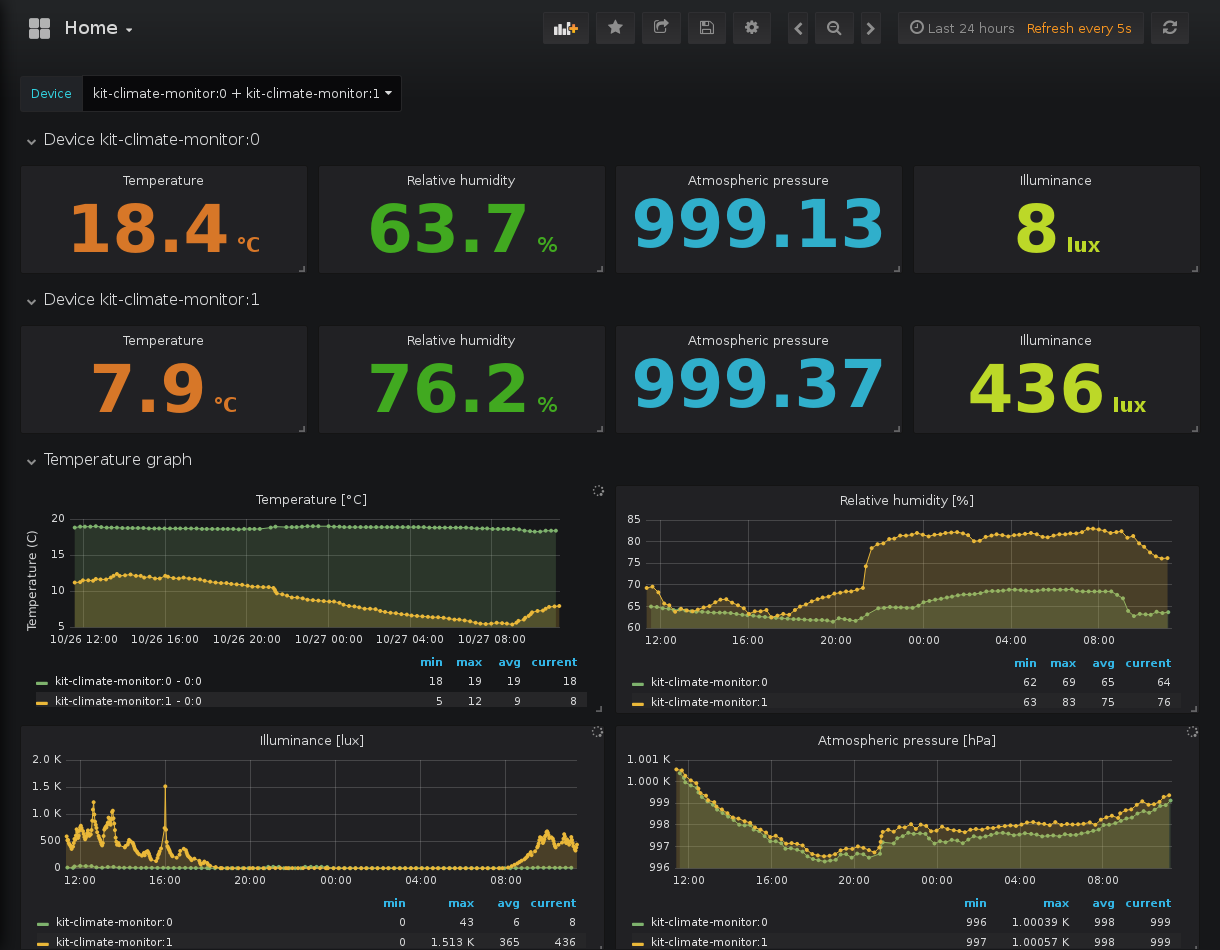 Home
Last 24 hours Refresh every 5s
Device kit-climate-monitor:0 + kit-climate-monitor:1
Device kit-climate-monitor:0
Temperature Relative humidity Atmospheric pressure Illuminance
18.4 °C 63.7 % 999.13 8 lux
Device kit-climate-monitor:1
Temperature Relative humidity Atmospheric pressure Illuminance
7.9 °C 76.2 % 999.37 436 lux
Temperature graph
Temperature [°C]
Temperature (C)
20
15
10
5
10/26 12:00 10/26 16:00 10/26 20:00 10/27 00:00 10/27 04:00 10/27 08:00
min max avg current
kit-climate-monitor:0 - 0:0 18 19 19 18
kit-climate-monitor:1 - 0:0 5 12 9 8
Relative humidity [%]
85
80
75
70
65
60
12:00 16:00 20:00 00:00 04:00 08:00
min max avg current
kit-climate-monitor:0 62 69 65 64
kit-climate-monitor:1 63 83 75 76
Illuminance [lux]
2.0 K
1.5 K
1.0 K
500
0
12:00 16:00 20:00 00:00 04:00 08:00
min max avg current
kit-climate-monitor:0 0 43 6 8
kit-climate-monitor:1 0 1.513 K 365 436
Atmospheric pressure [hPa]
1.001 K
1.000 K
999
998
997
996
12:00 16:00 20:00 00:00 04:00 08:00
min max avg current
kit-climate-monitor:0 996 1.00039 K 998 999
kit-climate-monitor:1 997 1.00057 K 998 999